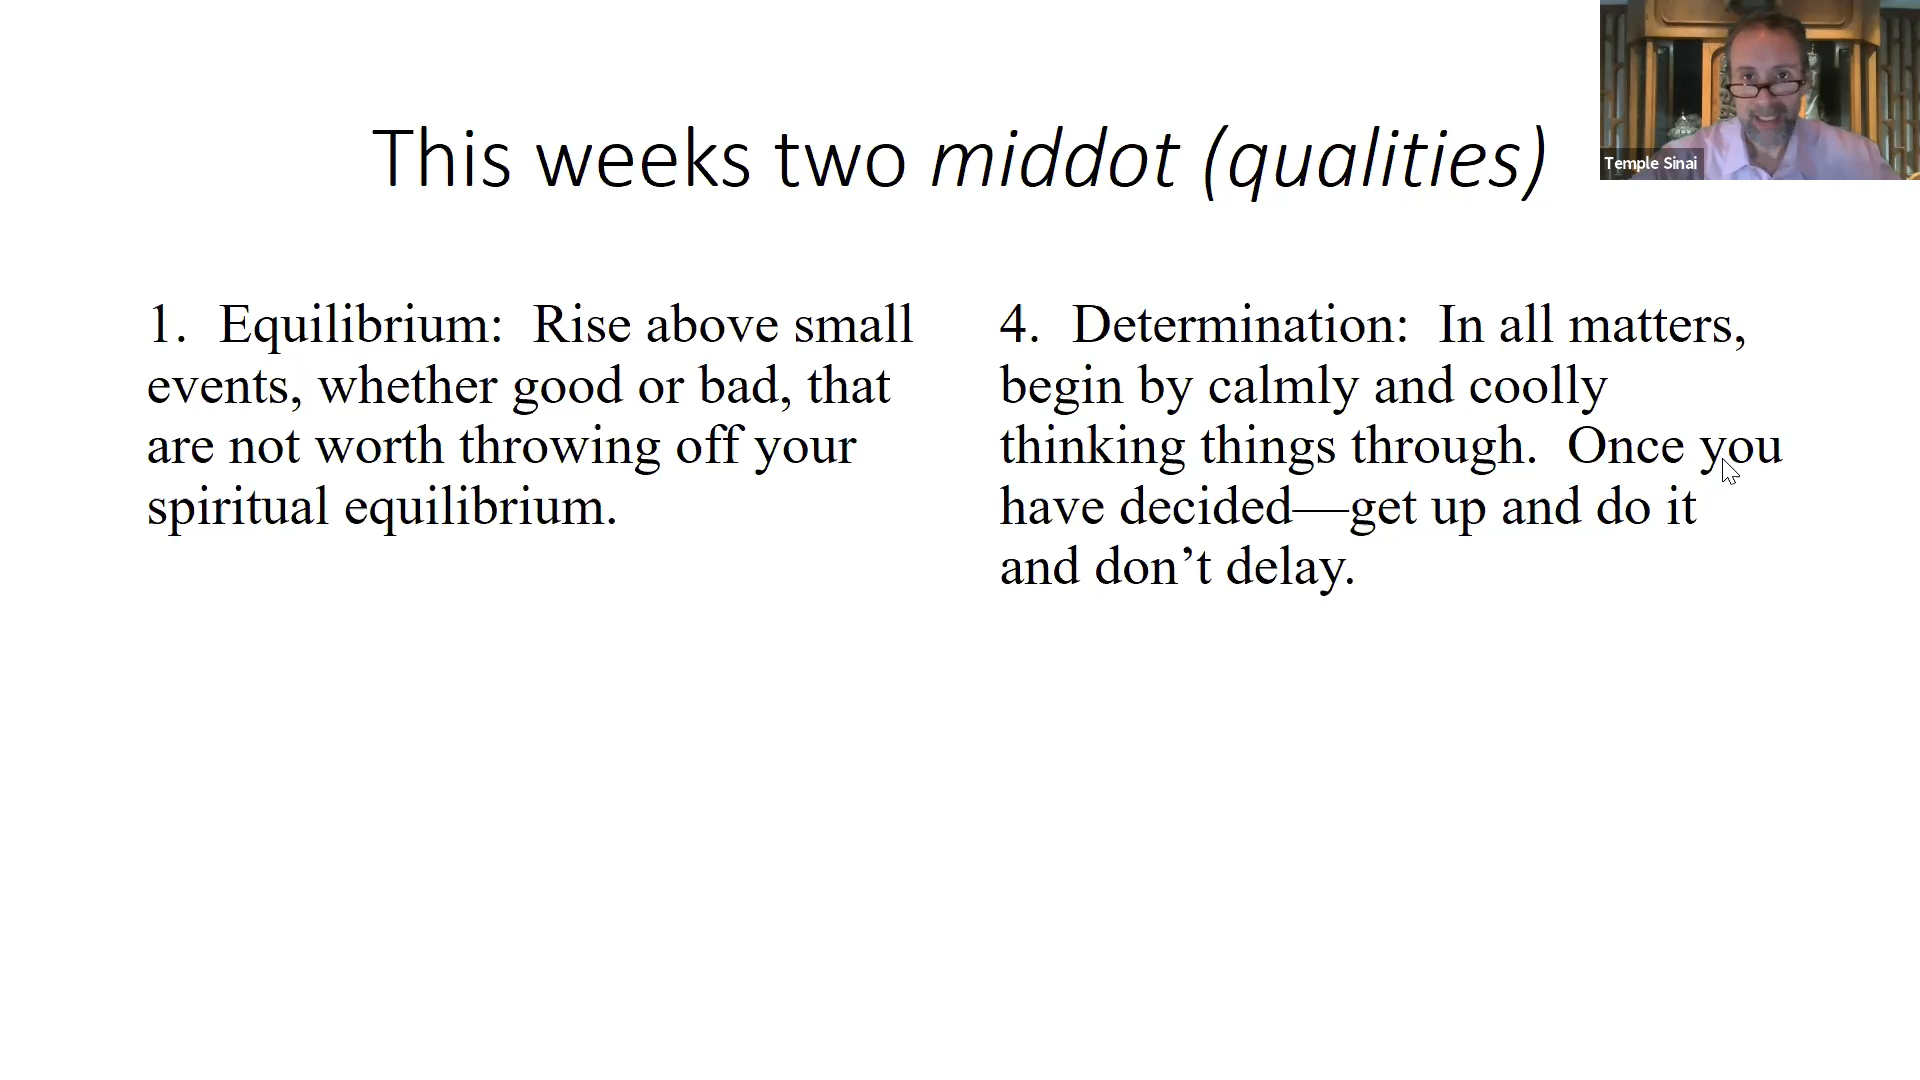 This weeks two middot (qualities)
Temple Sinai
1. Equilibrium: Rise above small
events, whether good or bad, that
are not worth throwing off your
spiritual equilibrium.
4. Determination: In all matters,
begin by calmly and coolly
thinking things through. Once you
have decided—get up and do it
and don’t delay.